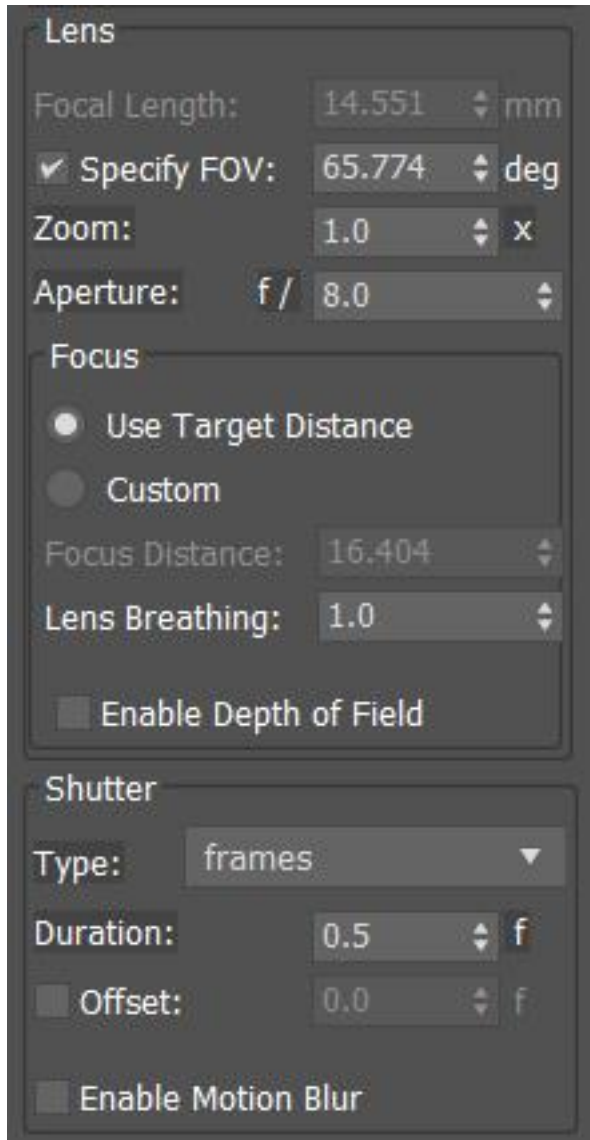 Lens
Focal Length: 14.551 mm
Specify FOV: 65.774 deg
Zoom: 1.0 x
Aperture: f / 8.0
Focus
Use Target Distance
Custom
Focus Distance: 16.404
Lens Breathing: 1.0
Enable Depth of Field
Shutter
Type: frames
Duration: 0.5 f
Offset: 0.0 f
Enable Motion Blur